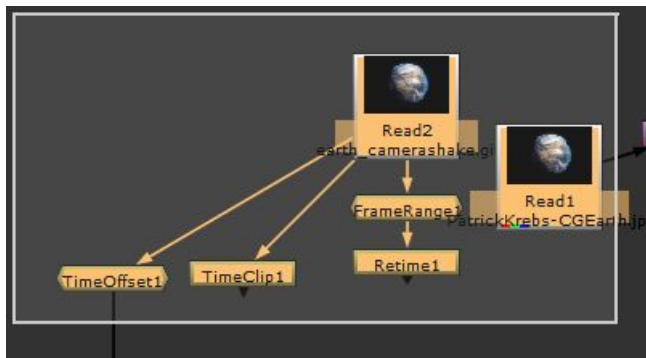 Read2
earth_camerashake.gi
Read1
PatrickKrebs-CGEarth.jp
FrameRange1
TimeOffset1
TimeClip1
Retime1